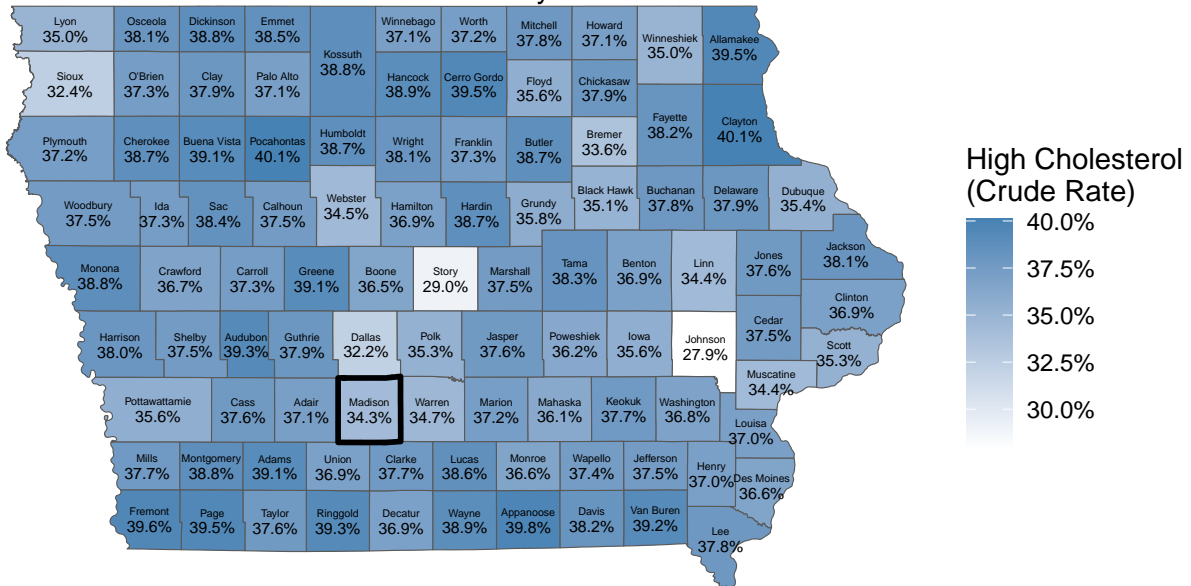 Lyon
35.0%
Osceola
38.1%
Dickinson
38.8%
Emmet
38.5%
Winnebago
37.1%
Worth
37.2%
Mitchell
37.8%
Howard
37.1%
Winneshiek
35.0%
Allamakee
39.5%
Kossuth
38.8%
Sioux
32.4%
O'Brien
37.3%
Clay
37.9%
Palo Alto
37.1%
Hancock
38.9%
Cerro Gordo
39.5%
Floyd
35.6%
Chickasaw
37.9%
Fayette
38.2%
Clayton
40.1%
Plymouth
37.2%
Cherokee
38.7%
Buena Vista
39.1%
Pocahontas
40.1%
Humboldt
38.7%
Wright
38.1%
Franklin
37.3%
Butler
38.7%
Bremer
33.6%
Woodbury
37.5%
Ida
37.3%
Sac
38.4%
Calhoun
37.5%
Webster
34.5%
Hamilton
36.9%
Hardin
38.7%
Grundy
35.8%
Black Hawk
35.1%
Buchanan
37.8%
Delaware
37.9%
Dubuque
35.4%
Monona
38.8%
Crawford
36.7%
Carroll
37.3%
Greene
39.1%
Boone
36.5%
Story
29.0%
Marshall
37.5%
Tama
38.3%
Benton
36.9%
Linn
34.4%
Jones
37.6%
Jackson
38.1%
Clinton
36.9%
Harrison
38.0%
Shelby
37.5%
Audubon
39.3%
Guthrie
37.9%
Dallas
32.2%
Polk
35.3%
Jasper
37.6%
Poweshiek
36.2%
Iowa
35.6%
Johnson
27.9%
Cedar
37.5%
Scott
35.3%
Muscatine
34.4%
Pottawattamie
35.6%
Cass
37.6%
Adair
37.1%
Madison
34.3%
Warren
34.7%
Marion
37.2%
Mahaska
36.1%
Keokuk
37.7%
Washington
36.8%
Louisa
37.0%
Mills
37.7%
Montgomery
38.8%
Adams
39.1%
Union
36.9%
Clarke
37.7%
Lucas
38.6%
Monroe
36.6%
Wapello
37.4%
Jefferson
37.5%
Henry
37.0%
Des Moines
36.6%
Fremont
39.6%
Page
39.5%
Taylor
37.6%
Ringgold
39.3%
Decatur
36.9%
Wayne
38.9%
Appanoose
39.8%
Davis
38.2%
Van Buren
39.2%
Lee
37.8%
High Cholesterol
(Crude Rate)
40.0%
37.5%
35.0%
32.5%
30.0%